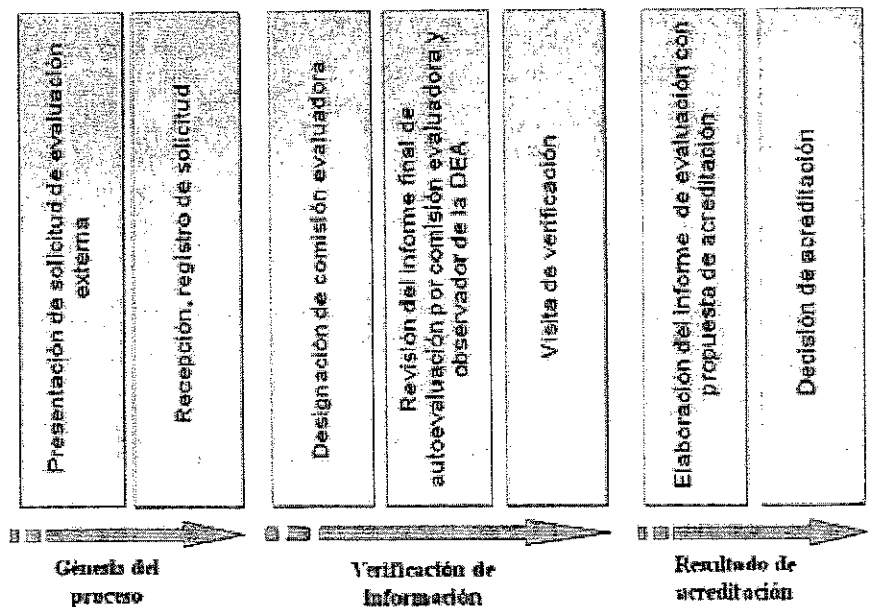 Presentación de solicitud de evaluación
externa
Recepción, registro de solicitud
Designación de comisión evaluadora
Revisión del informe final de
autoevaluación por comisión evaluadora y
observador de la DEA
Visita de verificación
Elaboración del informe de evaluación con
propuesta de acreditación
Decisión de acreditación
Génesis del
proceso
Verificación de
Información
Resultado de
acreditación